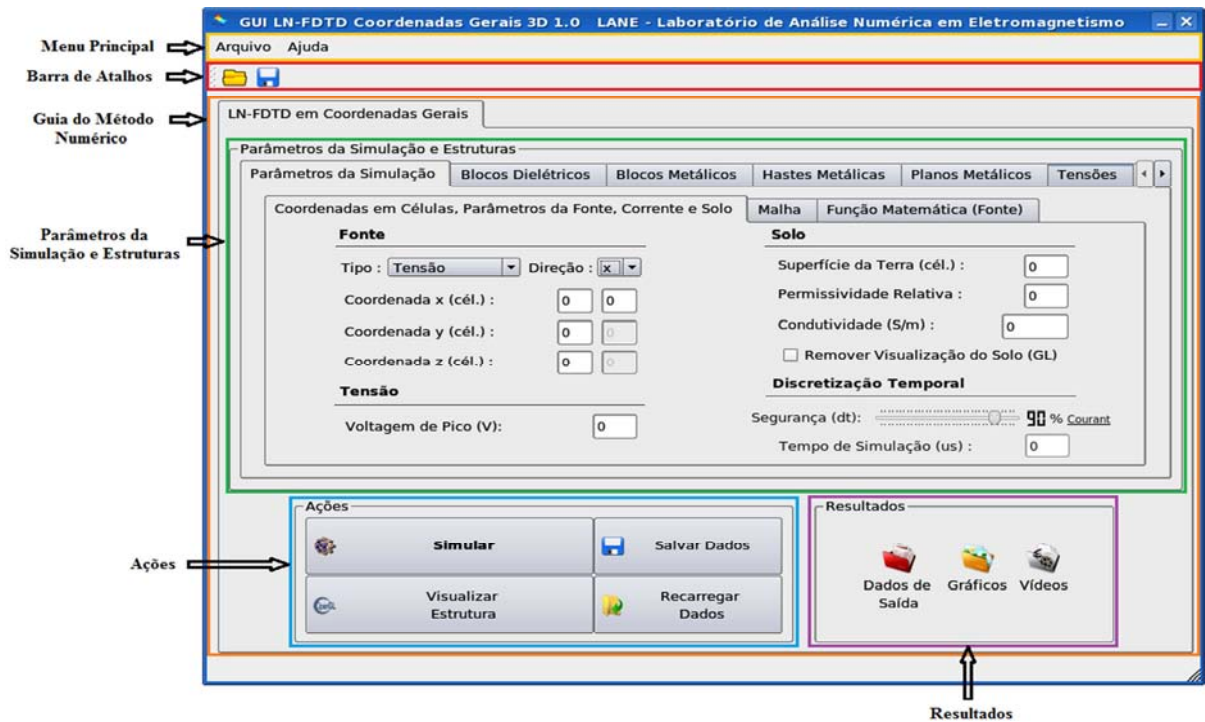 GUI LN-FDTD Coordenadas Gerais 3D 1.0 LANE - Laboratório de Análise Numérica em Eletromagnetismo
Menu Principal
Arquivo Ajuda
Barra de Atalhos
Guia do Método
Numérico
LN-FDTD em Coordenadas Gerais
Parâmetros da Simulação e Estruturas
Parâmetros da Simulação Blocos Dielétricos Blocos Metálicos Hastes Metálicas Planos Metálicos Tensões
Coordenadas em Células, Parâmetros da Fonte, Corrente e Solo Malha Função Matemática (Fonte)
Parâmetros da
Simulação e Estruturas
Fonte
Tipo : Tensão Direção : x
Coordenada x (cél.) : 0 0
Coordenada y (cél.) : 0 0
Coordenada z (cél.) : 0 0
Tensão
Voltagem de Pico (V): 0
Solo
Superfície da Terra (cél.) : 0
Permissividade Relativa : 0
Condutividade (S/m) : 0
Remover Visualização do Solo (GL)
Discretização Temporal
Segurança (dt): 90 % Courant
Tempo de Simulação (us) : 0
Ações
Ações
Simular
Salvar Dados
Visualizar
Estrutura
Recarregar
Dados
Resultados
Dados de
Saída
Gráficos
Vídeos
Resultados